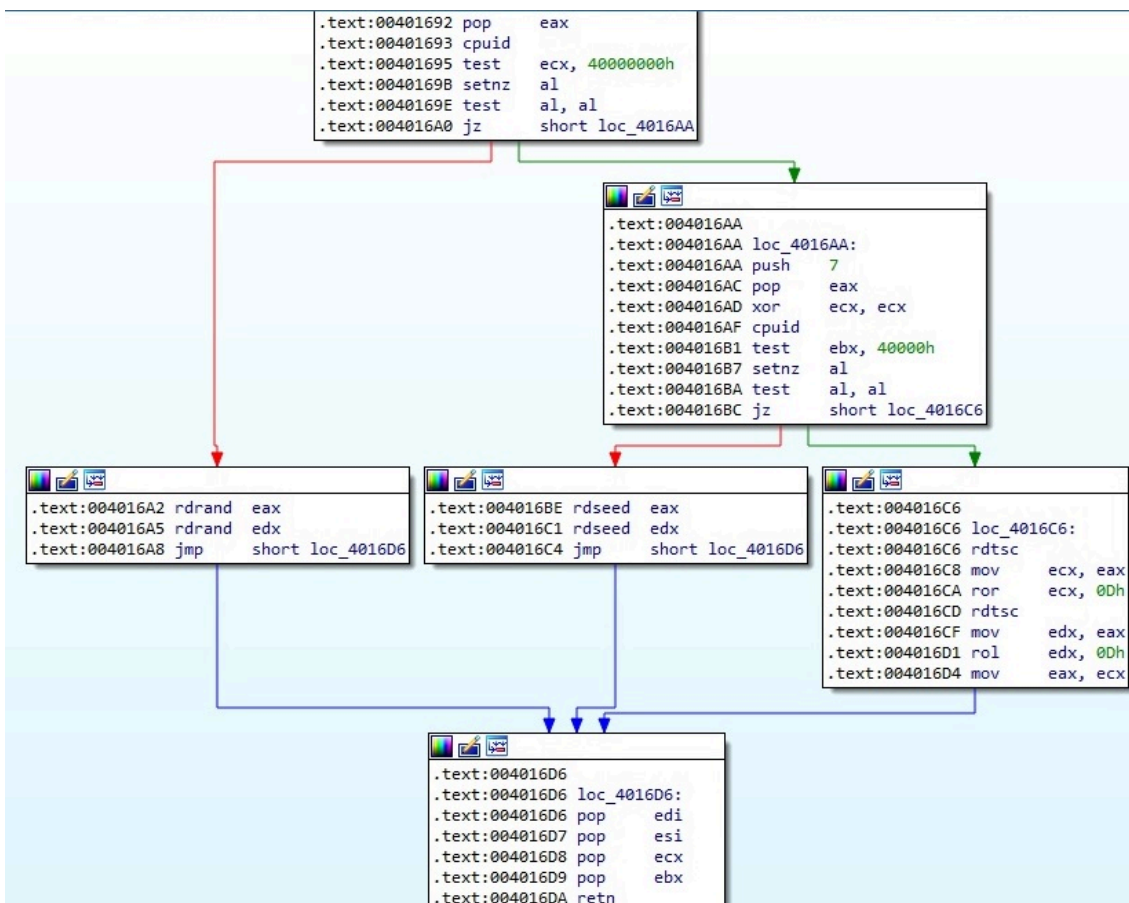 .text:00401692 pop     eax
.text:00401693 cpuid
.text:00401695 test    ecx, 40000000h
.text:0040169B setnz   al
.text:0040169E test    al, al
.text:004016A0 jz      short loc_4016AA
.text:004016AA
.text:004016AA loc_4016AA:
.text:004016AA push    7
.text:004016AC pop     eax
.text:004016AD xor     ecx, ecx
.text:004016AF cpuid
.text:004016B1 test    ebx, 40000h
.text:004016B7 setnz   al
.text:004016BA test    al, al
.text:004016BC jz      short loc_4016C6
.text:004016A2 rdrand  eax
.text:004016A5 rdrand  edx
.text:004016A8 jmp     short loc_4016D6
.text:004016BE rdseed  eax
.text:004016C1 rdseed  edx
.text:004016C4 jmp     short loc_4016D6
.text:004016C6
.text:004016C6 loc_4016C6:
.text:004016C6 rdtsc
.text:004016C8 mov     ecx, eax
.text:004016CA ror     ecx, 0Dh
.text:004016CD rdtsc
.text:004016CF mov     edx, eax
.text:004016D1 rol     edx, 0Dh
.text:004016D4 mov     eax, ecx
.text:004016D6
.text:004016D6 loc_4016D6:
.text:004016D6 pop     edi
.text:004016D7 pop     esi
.text:004016D8 pop     ecx
.text:004016D9 pop     ebx
.text:004016DA retn